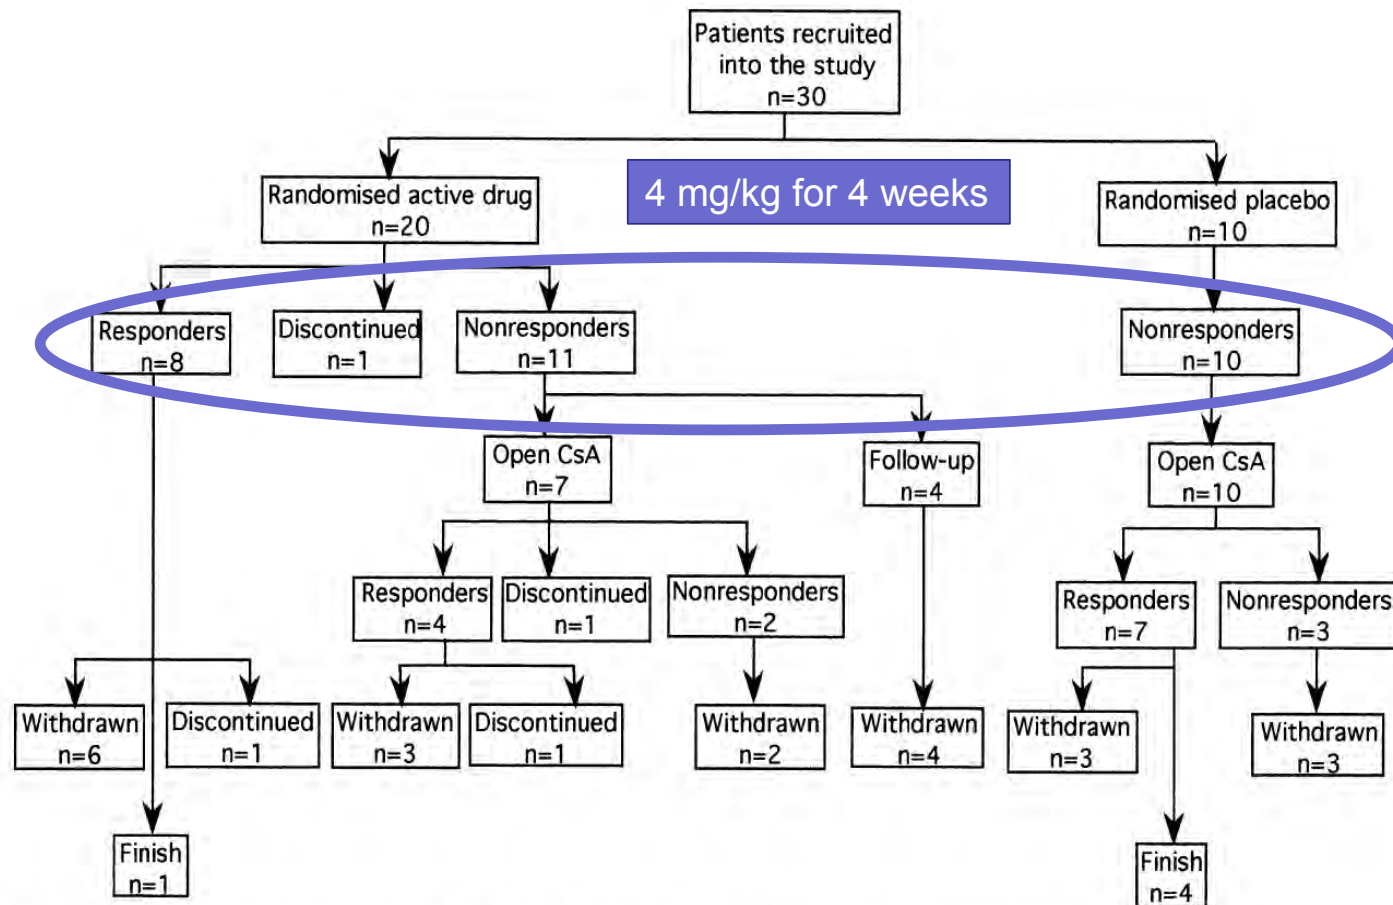 Patients recruited
into the study
n=30
4 mg/kg for 4 weeks
Randomised active drug
n=20
Randomised placebo
n=10
Responders
n=8
Discontinued
n=1
Nonresponders
n=11
Nonresponders
n=10
Open CsA
n=7
Follow-up
n=4
Open CsA
n=10
Responders
n=4
Discontinued
n=1
Nonresponders
n=2
Responders
n=7
Nonresponders
n=3
Withdrawn
n=6
Discontinued
n=1
Withdrawn
n=3
Discontinued
n=1
Withdrawn
n=2
Withdrawn
n=4
Withdrawn
n=3
Withdrawn
n=3
Finish
n=1
Finish
n=4